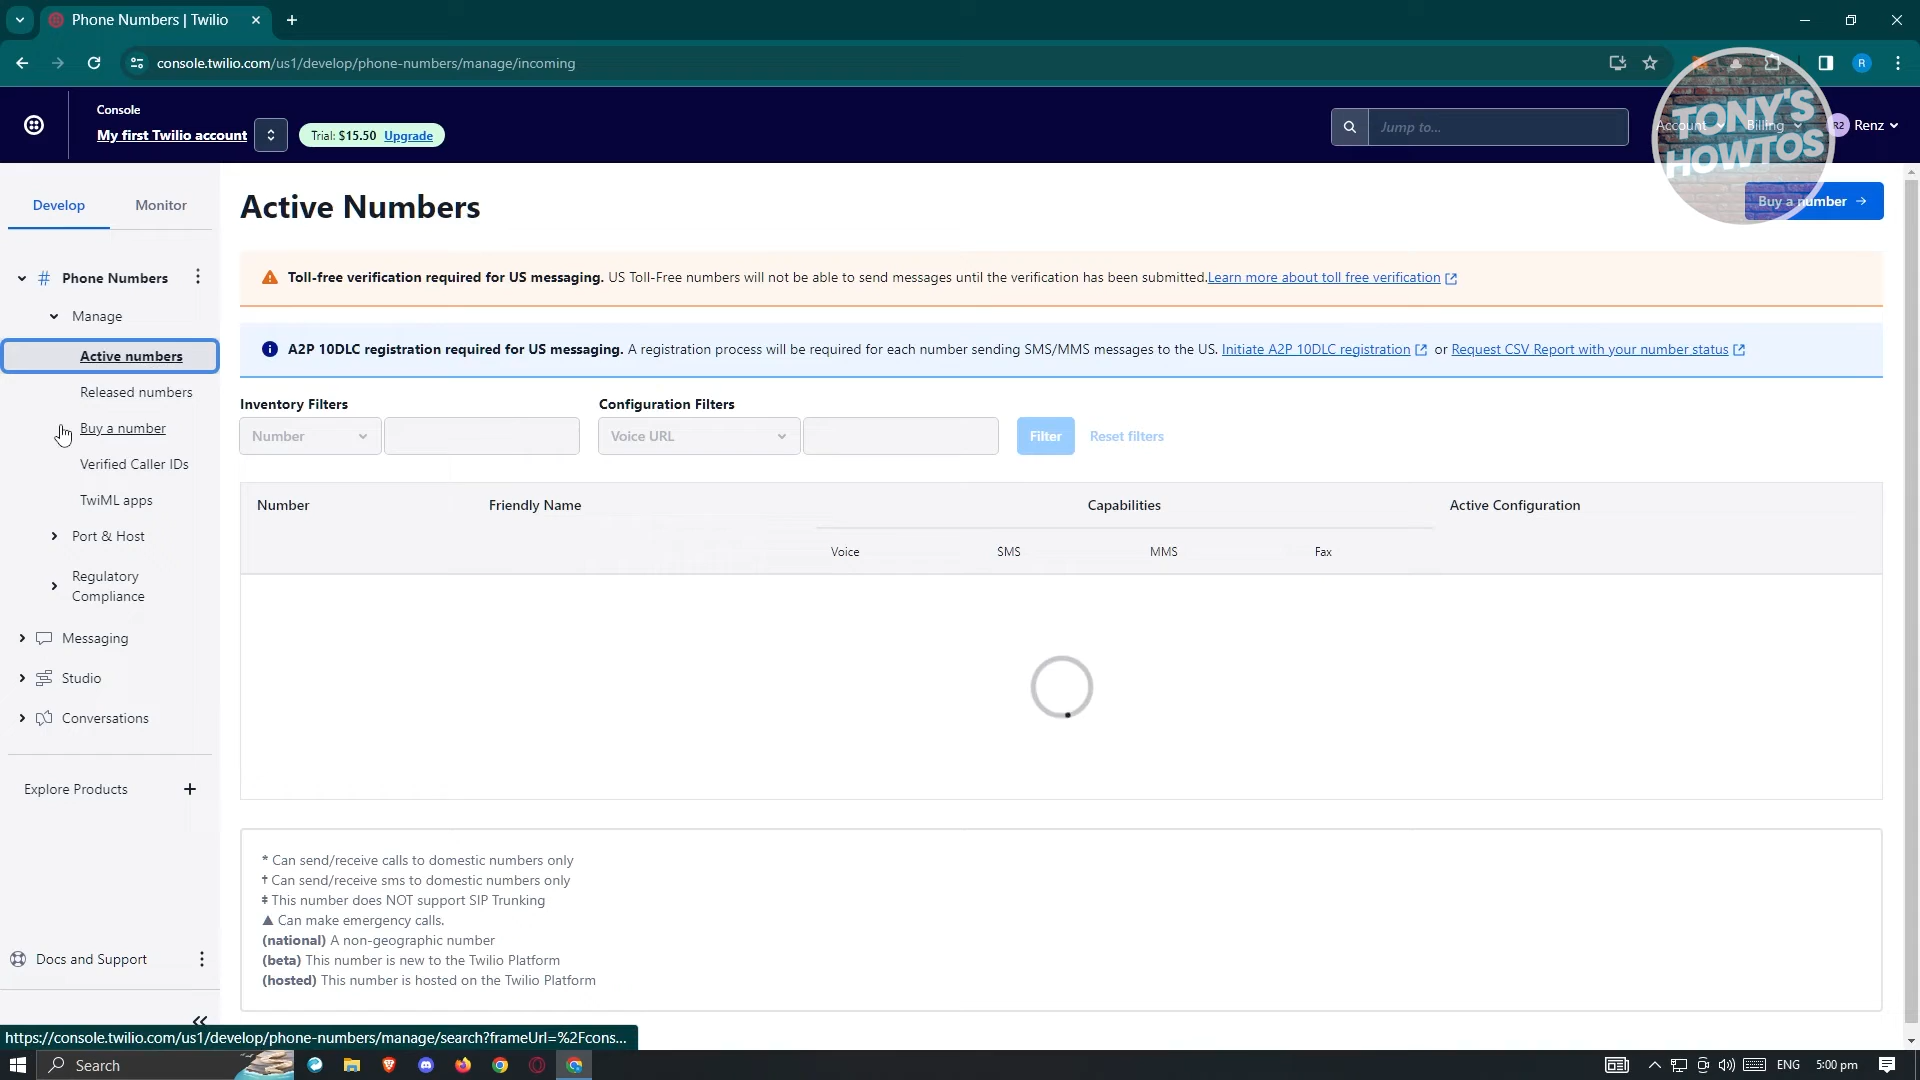 Phone Numbers | Twilio
console.twilio.com/us1/develop/phone-numbers/manage/incoming
R
Console
My first Twilio account
Trial: $15.50 Upgrade
Jump to...
Account
Billing
R2 Renz
TONY'S
HOWTOS
Develop
Monitor
Active Numbers
Buy a number
Phone Numbers
Manage
Active numbers
Released numbers
Buy a number
Verified Caller IDs
TwiML apps
Port & Host
Regulatory
Compliance
Messaging
Studio
Conversations
Explore Products
Docs and Support
Toll-free verification required for US messaging. US Toll-Free numbers will not be able to send messages until the verification has been submitted.Learn more about toll free verification
A2P 10DLC registration required for US messaging. A registration process will be required for each number sending SMS/MMS messages to the US. Initiate A2P 10DLC registration or Request CSV Report with your number status
Inventory Filters
Configuration Filters
Number
Voice URL
Filter
Reset filters
Number
Friendly Name
Capabilities
Active Configuration
Voice
SMS
MMS
Fax
* Can send/receive calls to domestic numbers only
† Can send/receive sms to domestic numbers only
‡ This number does NOT support SIP Trunking
▲ Can make emergency calls.
(national) A non-geographic number
(beta) This number is new to the Twilio Platform
(hosted) This number is hosted on the Twilio Platform
https://console.twilio.com/us1/develop/phone-numbers/manage/search?frameUrl=%2Fcons...
Search
ENG
5:00 pm